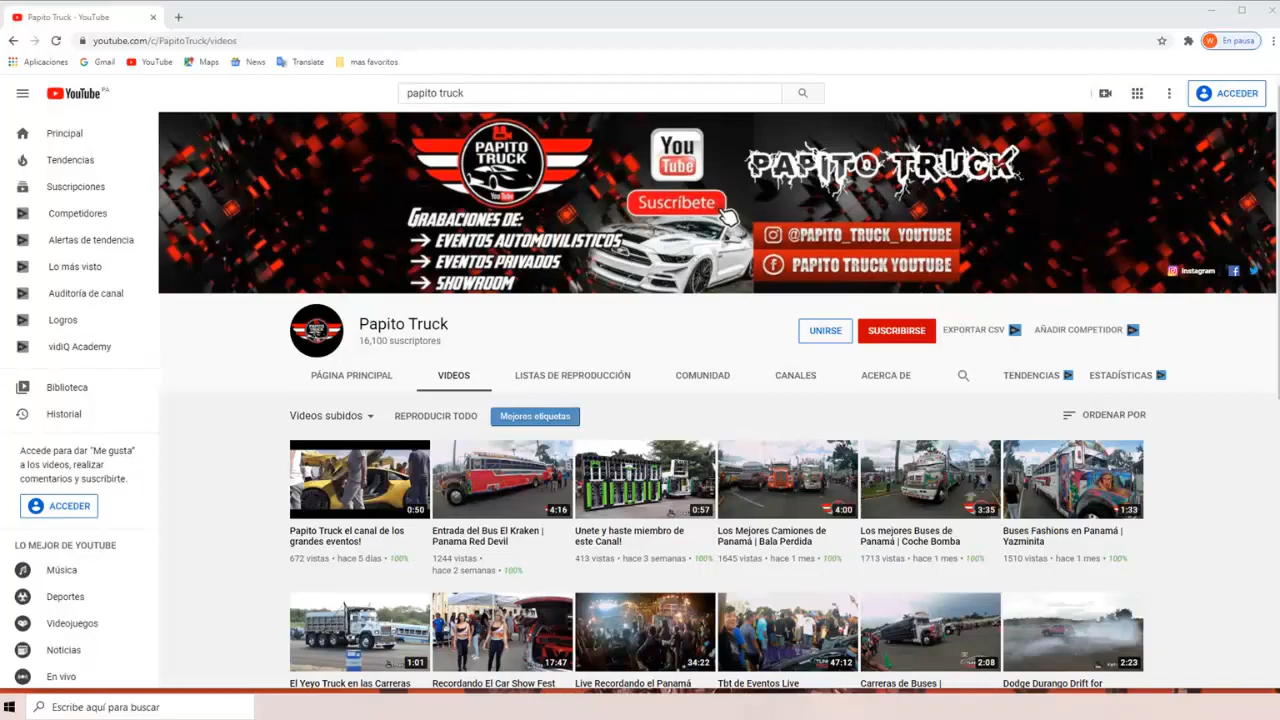 Papito Truck - YouTube
youtube.com/c/PapitoTruck/videos
W En pausa
Aplicaciones
Gmail
YouTube
Maps
News
Translate
mas favoritos
YouTube PA
papito truck
ACCEDER
Principal
Tendencias
Suscripciones
Competidores
Alertas de tendencia
Lo más visto
Auditoría de canal
Logros
vidIQ Academy
Biblioteca
Historial
Accede para dar "Me gusta"
a los videos, realizar
comentarios y suscribirte.
ACCEDER
LO MEJOR DE YOUTUBE
Música
Deportes
Videojuegos
Noticias
En vivo
PAPITO
TRUCK
You Tube
GRABACIONES DE:
→ EVENTOS AUTOMOVILISTICOS
→ EVENTOS PRIVADOS
→ SHOWROOM
You
Tube
Suscríbete
PAPITO TRUCK
@PAPITO_TRUCK_YOUTUBE
PAPITO TRUCK YOUTUBE
Instagram
Papito Truck
16,100 suscriptores
UNIRSE
SUSCRIBIRSE
EXPORTAR CSV
AÑADIR COMPETIDOR
PÁGINA PRINCIPAL
VIDEOS
LISTAS DE REPRODUCCIÓN
COMUNIDAD
CANALES
ACERCA DE
TENDENCIAS
ESTADÍSTICAS
Videos subidos
REPRODUCIR TODO
Mejores etiquetas
ORDENAR POR
0:50
Papito Truck el canal de los
grandes eventos!
672 vistas • hace 5 días • 100%
4:16
Entrada del Bus El Kraken |
Panama Red Devil
1244 vistas •
hace 2 semanas • 100%
0:57
Unete y haste miembro de
este Canal!
413 vistas • hace 3 semanas • 100%
4:00
Los Mejores Camiones de
Panamá | Bala Perdida
1645 vistas • hace 1 mes • 100%
3:35
Los mejores Buses de
Panamá | Coche Bomba
1713 vistas • hace 1 mes • 100%
1:33
Buses Fashions en Panamá |
Yazminita
1510 vistas • hace 1 mes • 100%
1:01
El Yeyo Truck en las Carreras
17:47
Recordando El Car Show Fest
34:22
Live Recordando el Panamá
47:12
Tbt de Eventos Live
2:08
Carreras de Buses |
2:23
Dodge Durango Drift for
Escribe aquí para buscar